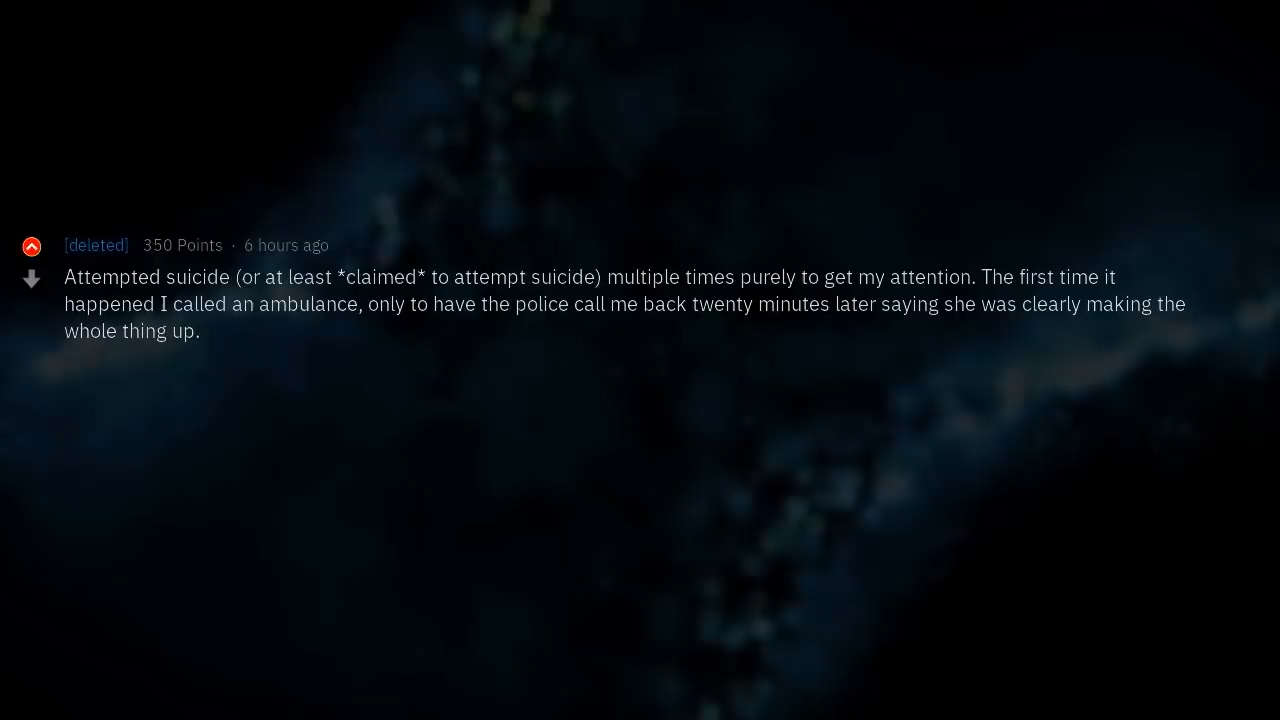 [deleted] 350 Points · 6 hours ago
Attempted suicide (or at least *claimed* to attempt suicide) multiple times purely to get my attention. The first time it
happened I called an ambulance, only to have the police call me back twenty minutes later saying she was clearly making the
whole thing up.